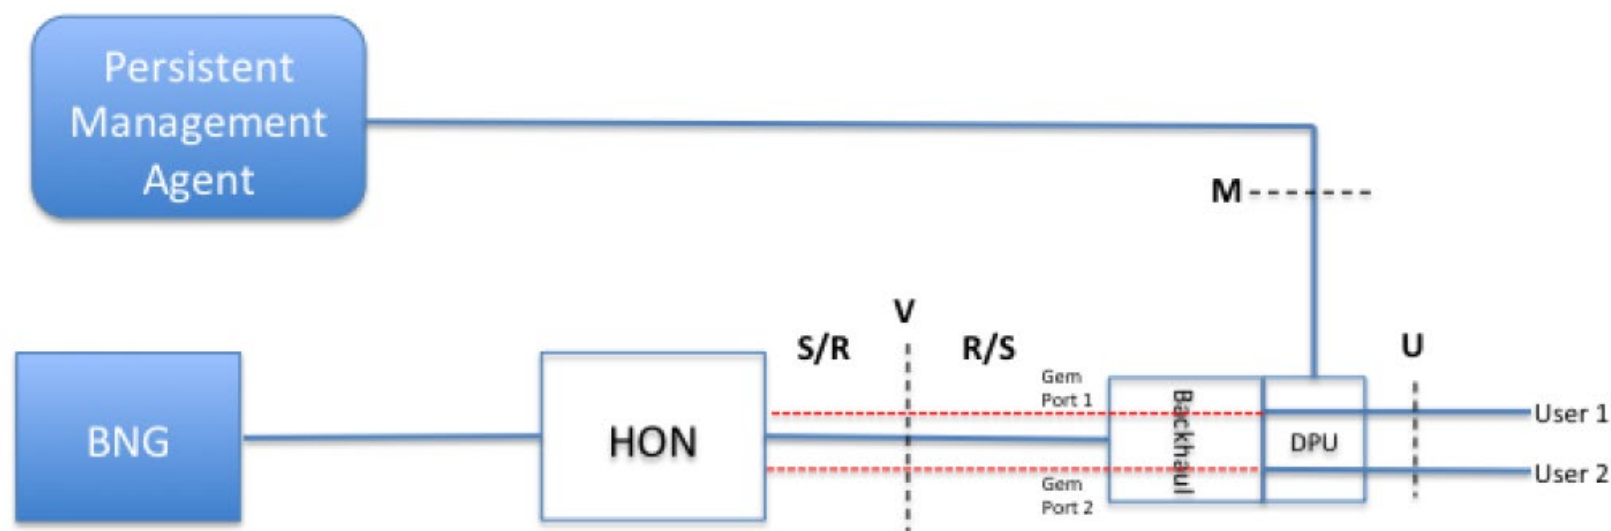 Persistent
Management
Agent
M
V
S/R
R/S
U
Gem
Port 1
BNG
HON
Backhaul
DPU
User 1
User 2
Gem
Port 2